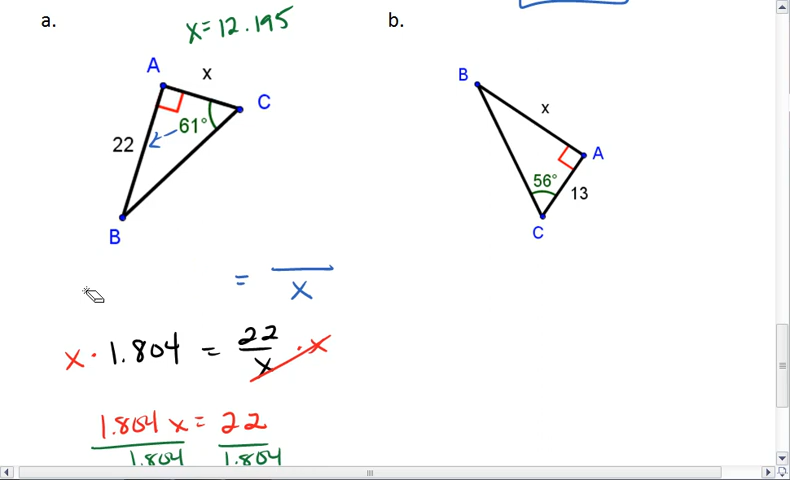 a.
x = 12.195
A
x
C
61°
22
B
= —
x
x · 1.804 = 22/x · x
1.804 x = 22
1.804 1.804
b.
B
x
A
56°
13
C